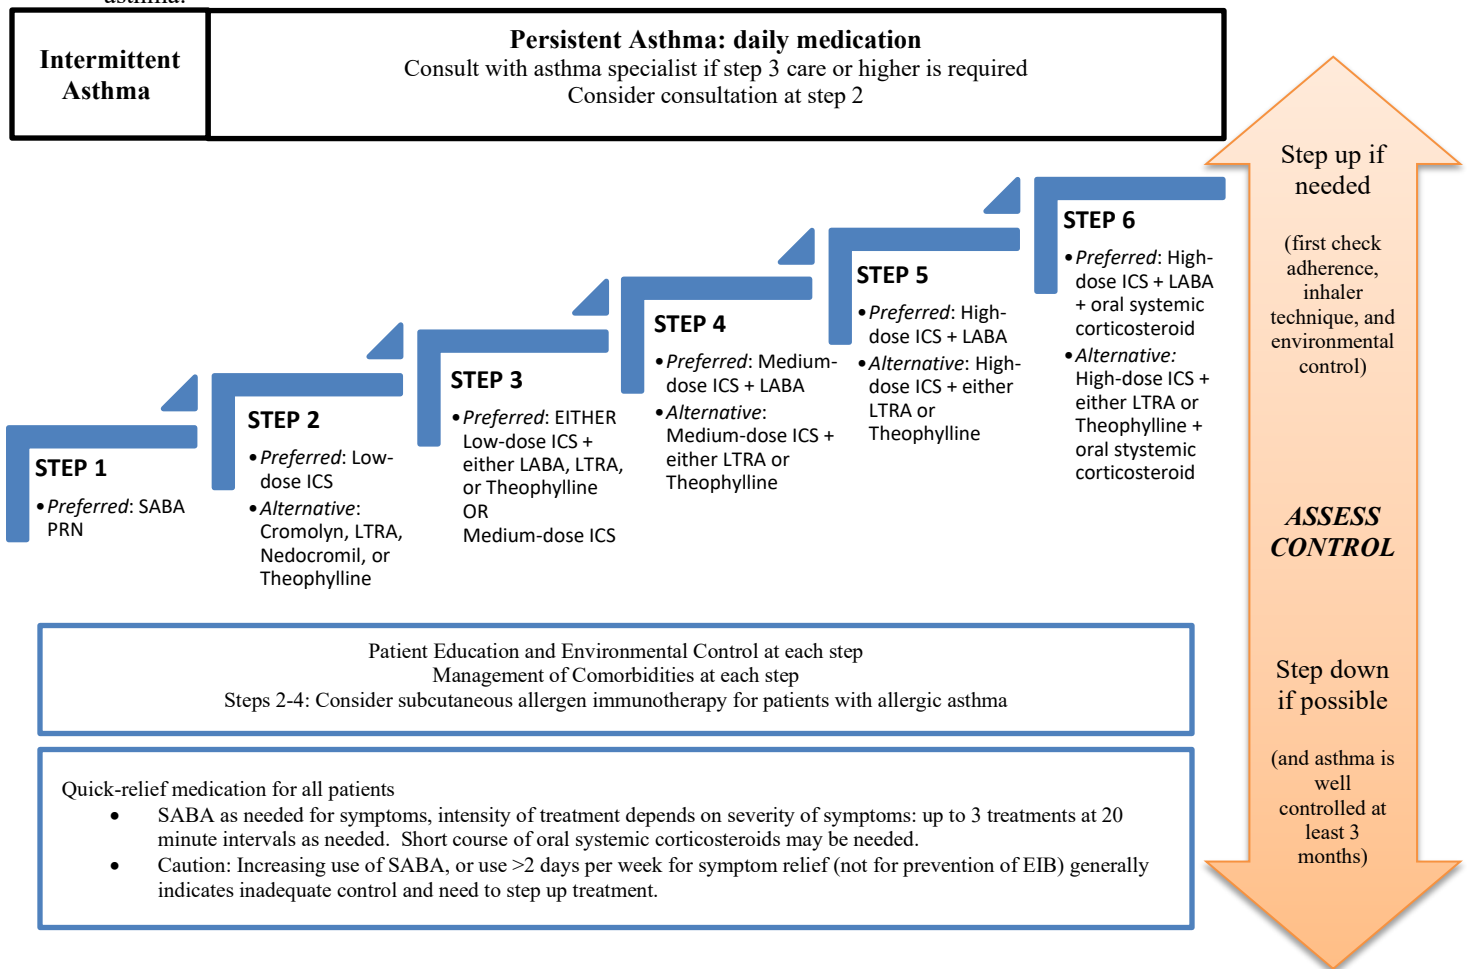 asthma.
Intermittent
Asthma
Persistent Asthma: daily medication
Consult with asthma specialist if step 3 care or higher is required
Consider consultation at step 2
STEP 1
•Preferred: SABA
PRN
STEP 2
•Preferred: Low-
dose ICS
•Alternative:
Cromolyn, LTRA,
Nedocromil, or
Theophylline
STEP 3
•Preferred: EITHER
Low-dose ICS +
either LABA, LTRA,
or Theophylline
OR
Medium-dose ICS
STEP 4
•Preferred: Medium-
dose ICS + LABA
•Alternative:
Medium-dose ICS +
either LTRA or
Theophylline
STEP 5
•Preferred: High-
dose ICS + LABA
•Alternative: High-
dose ICS + either
LTRA or
Theophylline
STEP 6
•Preferred: High-
dose ICS + LABA
+ oral systemic
corticosteroid
•Alternative:
High-dose ICS +
either LTRA or
Theophylline +
oral stystemic
corticosteroid
Step up if
needed
(first check
adherence,
inhaler
technique, and
environmental
control)
ASSESS
CONTROL
Step down
if possible
(and asthma is
well
controlled at
least 3
months)
Patient Education and Environmental Control at each step
Management of Comorbidities at each step
Steps 2-4: Consider subcutaneous allergen immunotherapy for patients with allergic asthma
Quick-relief medication for all patients
• SABA as needed for symptoms, intensity of treatment depends on severity of symptoms: up to 3 treatments at 20
minute intervals as needed. Short course of oral systemic corticosteroids may be needed.
• Caution: Increasing use of SABA, or use >2 days per week for symptom relief (not for prevention of EIB) generally
indicates inadequate control and need to step up treatment.